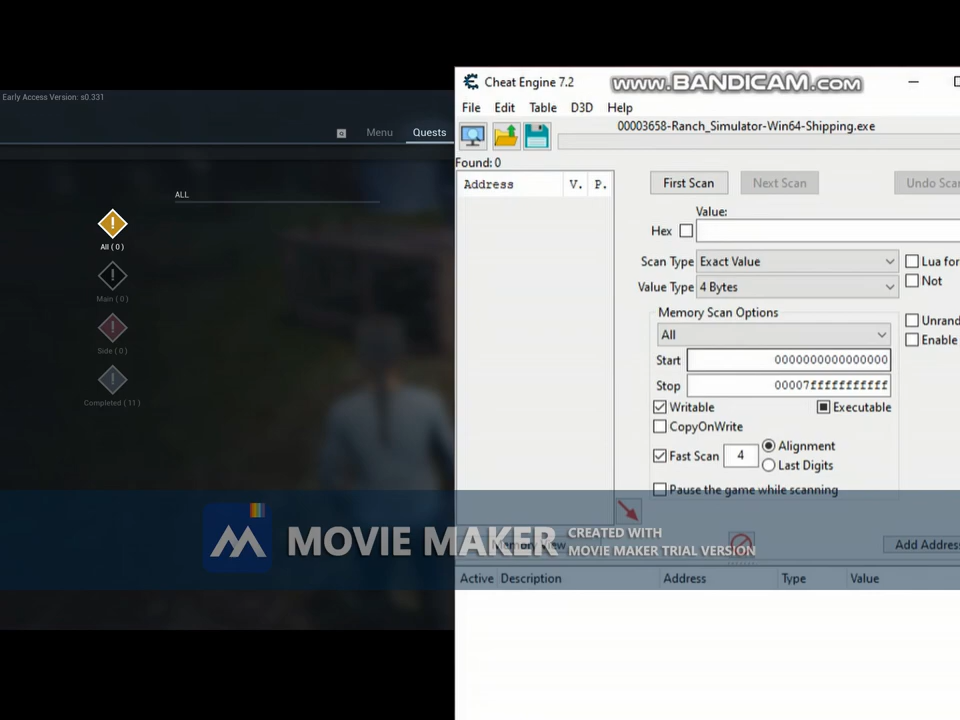 Early Access Version: s0.331
Menu
Quests
ALL
All ( 0 )
Main ( 0 )
Side ( 0 )
Completed ( 11 )
Cheat Engine 7.2
www.BANDICAM.com
File Edit Table D3D Help
00003658-Ranch_Simulator-Win64-Shipping.exe
Found: 0
Address V. P.
First Scan
Next Scan
Undo Scan
Value:
Hex
Scan Type Exact Value
Lua for
Value Type 4 Bytes
Not
Memory Scan Options
All
Unrand
Enable
Start 0000000000000000
Stop 00007fffffffffff
Writable
Executable
CopyOnWrite
Fast Scan 4
Alignment
Last Digits
Pause the game while scanning
Memory View
Add Address
MOVIE MAKER
CREATED WITH
MOVIE MAKER TRIAL VERSION
Active Description Address Type Value